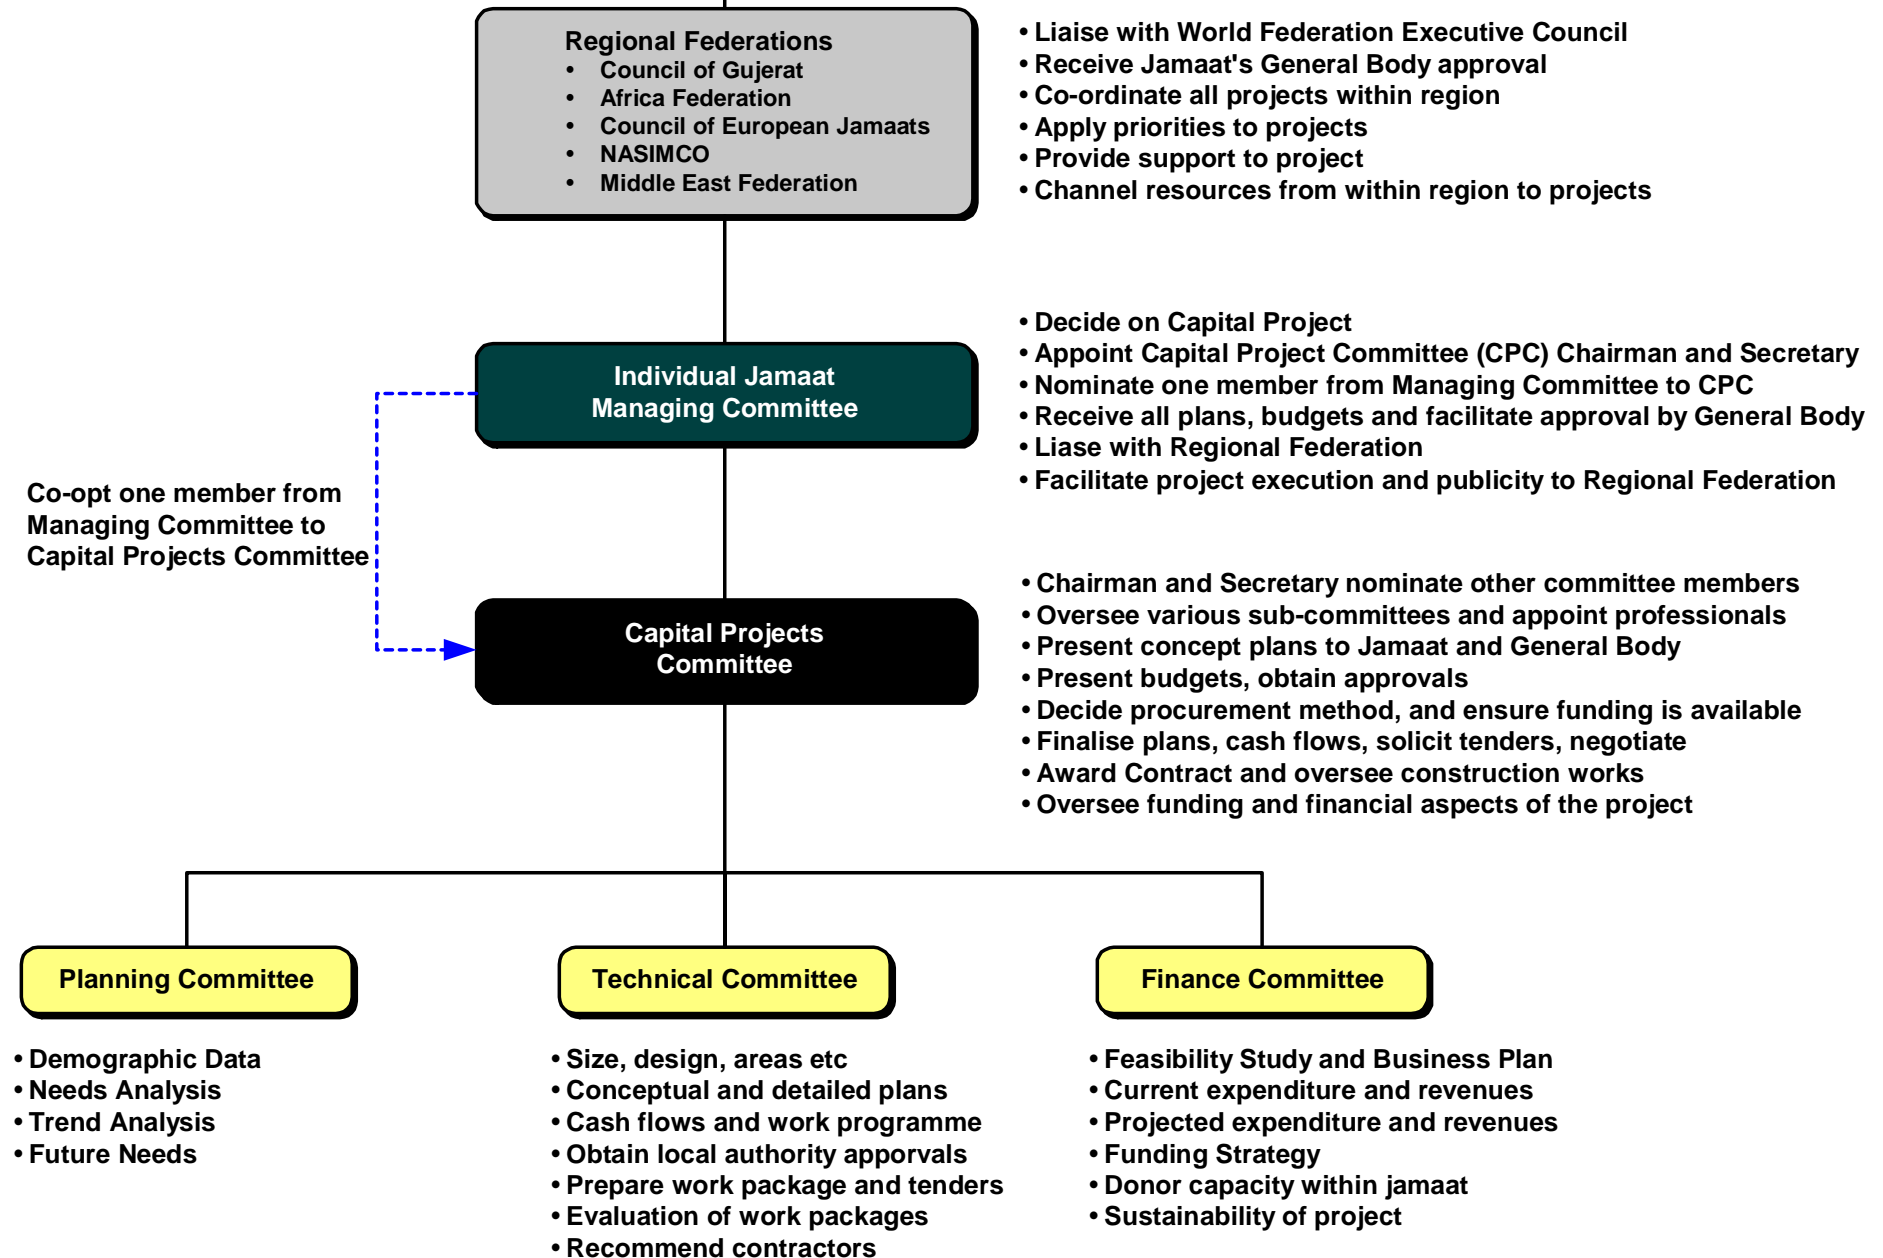 Regional Federations
• Council of Gujerat
• Africa Federation
• Council of European Jamaats
• NASIMCO
• Middle East Federation
• Liaise with World Federation Executive Council
• Receive Jamaat's General Body approval
• Co-ordinate all projects within region
• Apply priorities to projects
• Provide support to project
• Channel resources from within region to projects
Individual Jamaat
Managing Committee
• Decide on Capital Project
• Appoint Capital Project Committee (CPC) Chairman and Secretary
• Nominate one member from Managing Committee to CPC
• Receive all plans, budgets and facilitate approval by General Body
• Liase with Regional Federation
• Facilitate project execution and publicity to Regional Federation
Co-opt one member from
Managing Committee to
Capital Projects Committee
Capital Projects
Committee
• Chairman and Secretary nominate other committee members
• Oversee various sub-committees and appoint professionals
• Present concept plans to Jamaat and General Body
• Present budgets, obtain approvals
• Decide procurement method, and ensure funding is available
• Finalise plans, cash flows, solicit tenders, negotiate
• Award Contract and oversee construction works
• Oversee funding and financial aspects of the project
Planning Committee
• Demographic Data
• Needs Analysis
• Trend Analysis
• Future Needs
Technical Committee
• Size, design, areas etc
• Conceptual and detailed plans
• Cash flows and work programme
• Obtain local authority apporvals
• Prepare work package and tenders
• Evaluation of work packages
• Recommend contractors
Finance Committee
• Feasibility Study and Business Plan
• Current expenditure and revenues
• Projected expenditure and revenues
• Funding Strategy
• Donor capacity within jamaat
• Sustainability of project